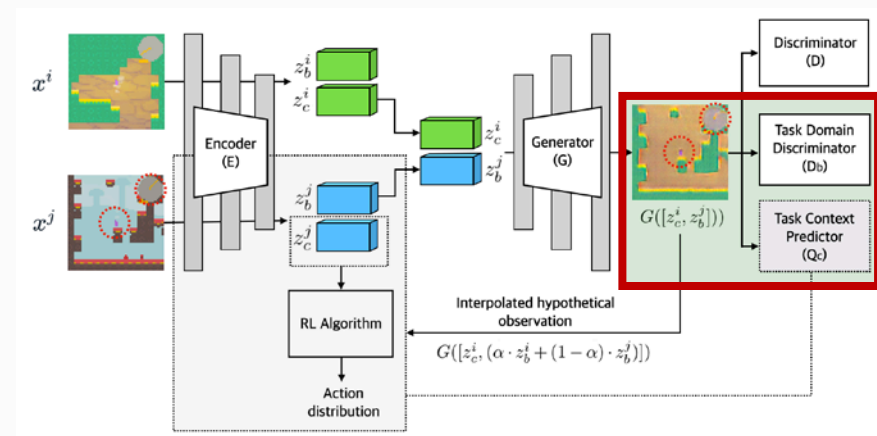 x^i
z_b^i
z_c^i
Encoder
(E)
x^j
z_b^j
z_c^j
z_c^i
z_b^j
Generator
(G)
G([z_c^i, z_b^j]))
Discriminator
(D)
Task Domain
Discriminator
(D_b)
Task Context
Predictor
(Q_c)
RL Algorithm
Action
distribution
Interpolated hypothetical
observation
G([z_c^i, (α · z_b^i + (1 − α) · z_b^j)])